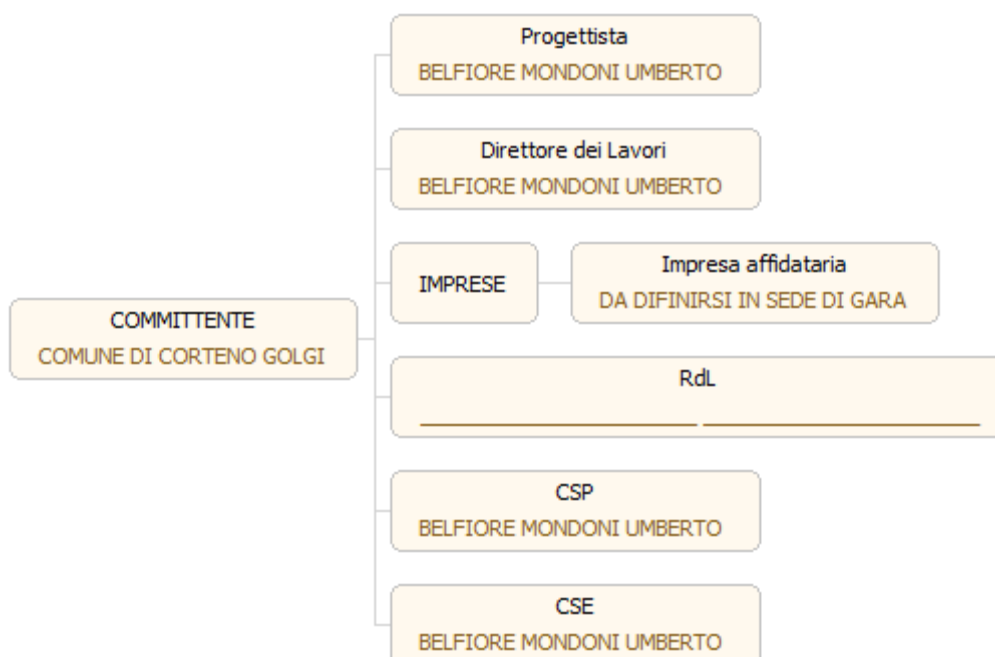 Progettista
BELFIORE MONDONI UMBERTO
Direttore dei Lavori
BELFIORE MONDONI UMBERTO
IMPRESE
Impresa affidataria
DA DIFINIRSI IN SEDE DI GARA
COMMITTENTE
COMUNE DI CORTENO GOLGI
RdL
CSP
BELFIORE MONDONI UMBERTO
CSE
BELFIORE MONDONI UMBERTO